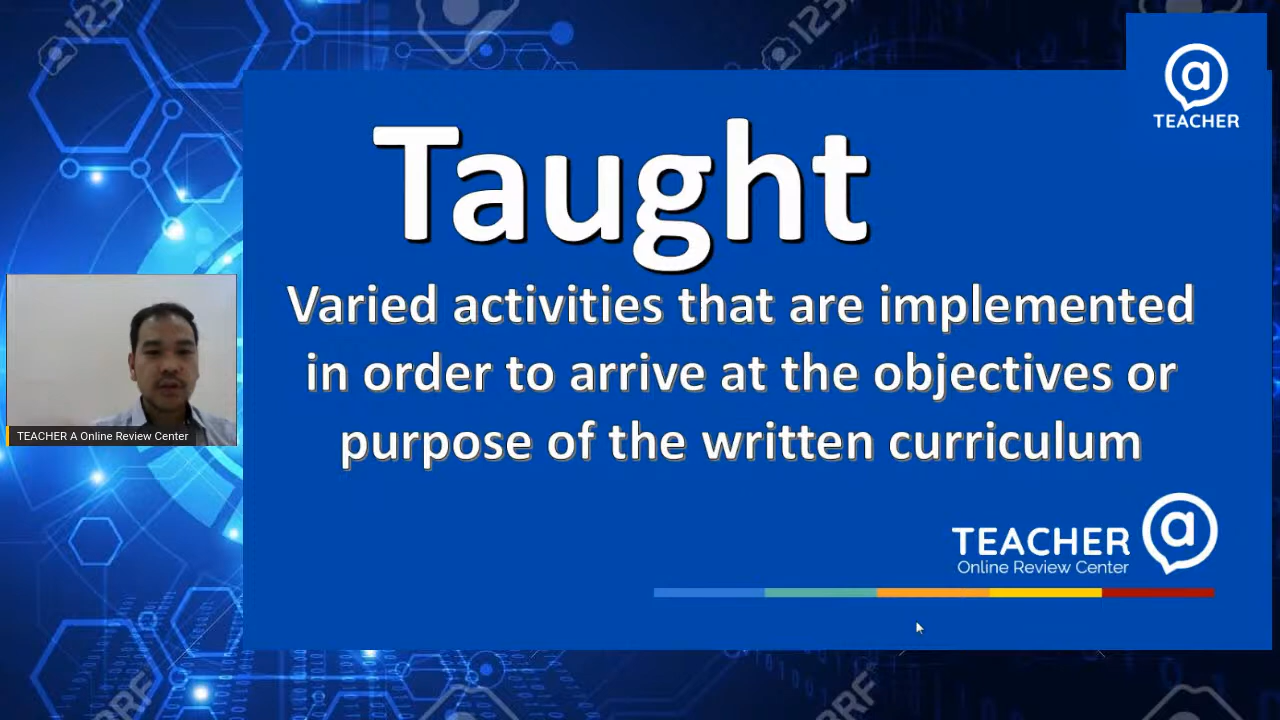 123RF
a
TEACHER
Taught
Varied activities that are implemented
in order to arrive at the objectives or
purpose of the written curriculum
TEACHER A Online Review Center
TEACHER a
Online Review Center